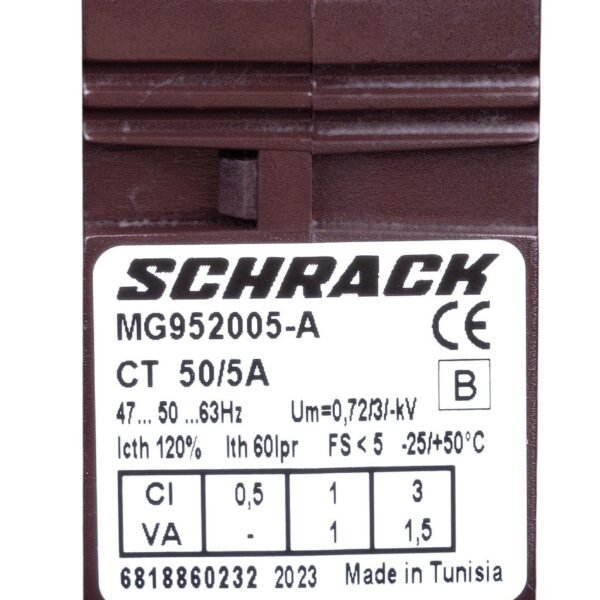 SCHRACK
MG952005-A CE
CT 50/5A
B
47... 50 ...63Hz Um=0,72/3/-kV
Icth 120% Ith 60Ipr FS < 5 -25/+50°C
Cl 0,5 1 3
VA - 1 1,5
6818860232 2023 Made in Tunisia